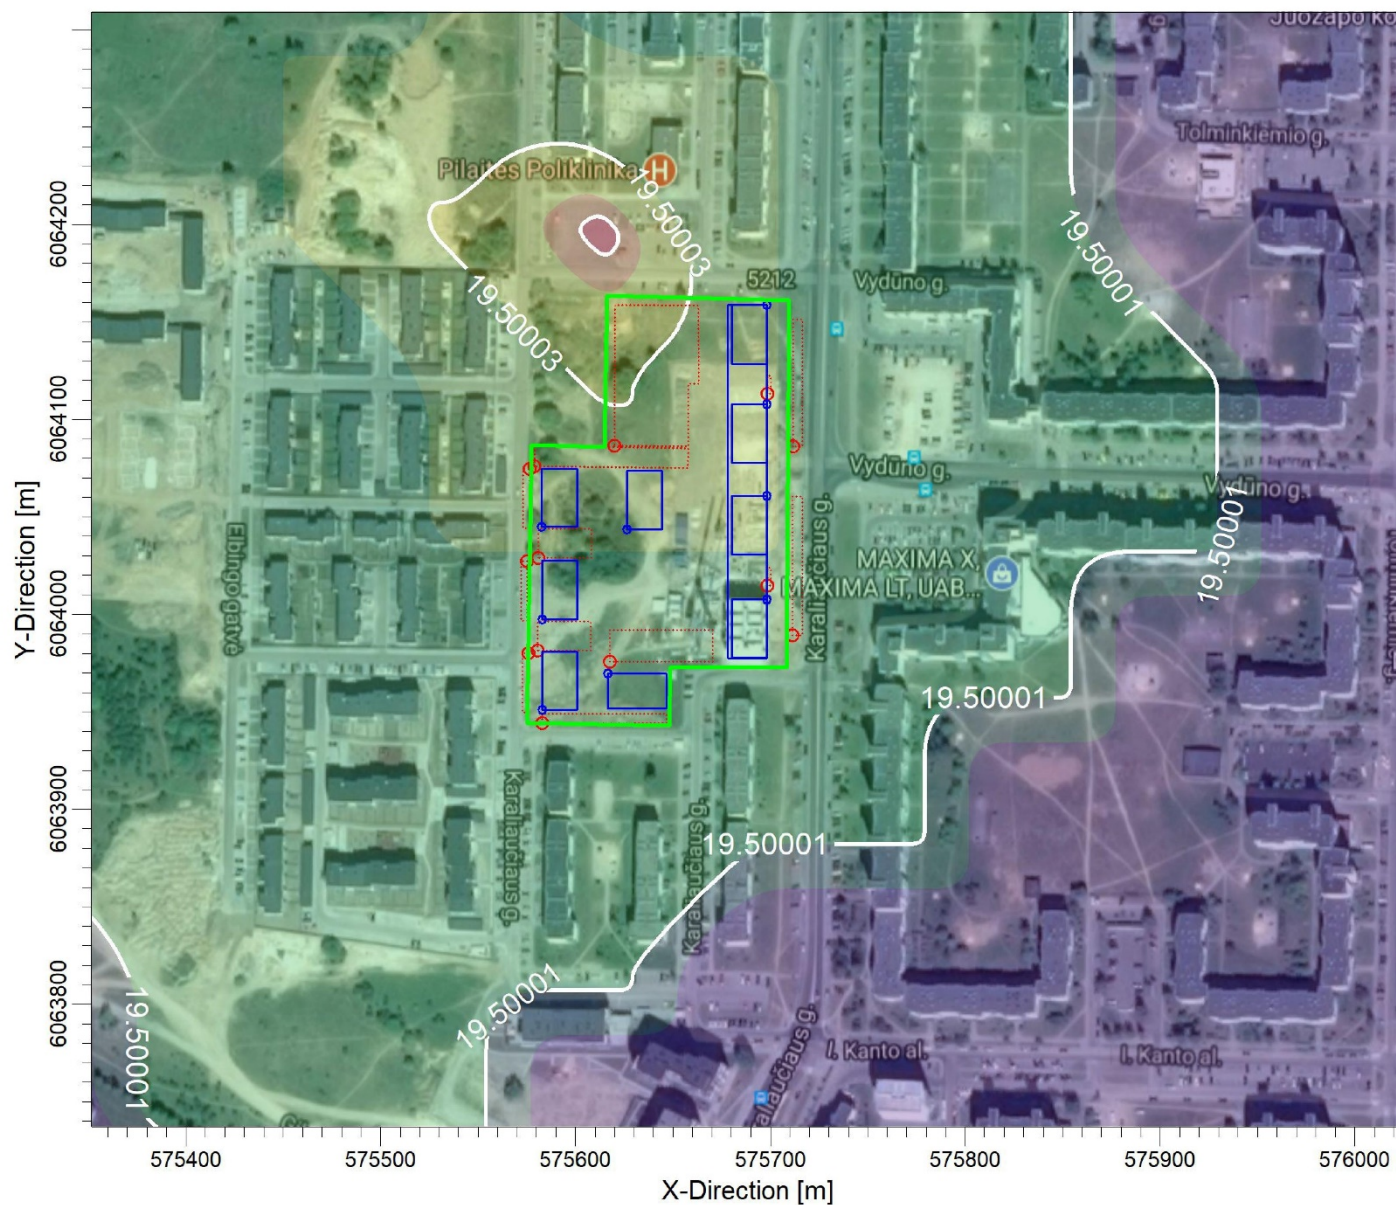 Juozapo ko
Tolminkiemio g.
Pilaitės Poliklinika
H
19.50003
19.50001
5212
Vydūno g.
19.50003
Vydūno g.
Vydūno g.
19.50001
Elbingo gatvė
Karaliaučiaus g.
MAXIMA X,
MAXIMA LT, UAB...
19.50001
Karaliaučiaus g.
Karaliaučiaus g.
19.50001
19.50001
19.50001
Karaliaučiaus g.
I. Kanto al.
I. Kanto al.
Y-Direction [m]
6064200
6064100
6064000
6063900
6063800
575400
575500
575600
575700
575800
575900
576000
X-Direction [m]